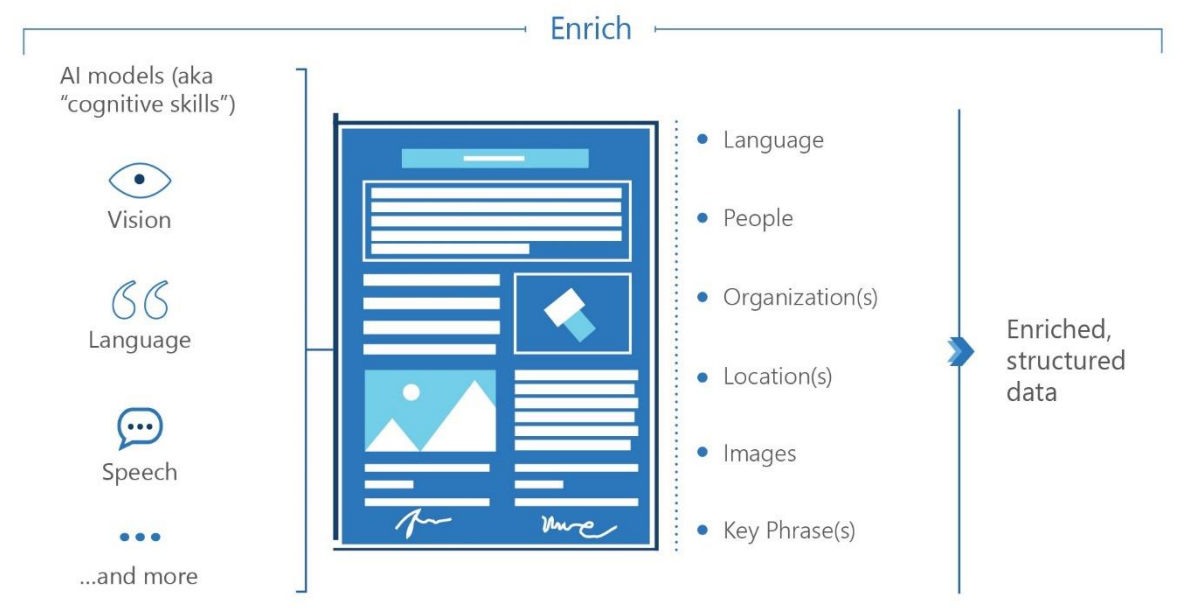 Enrich
AI models (aka
“cognitive skills”)
Vision
Language
Speech
...and more
Language
People
Organization(s)
Location(s)
Images
Key Phrase(s)
Enriched,
structured
data